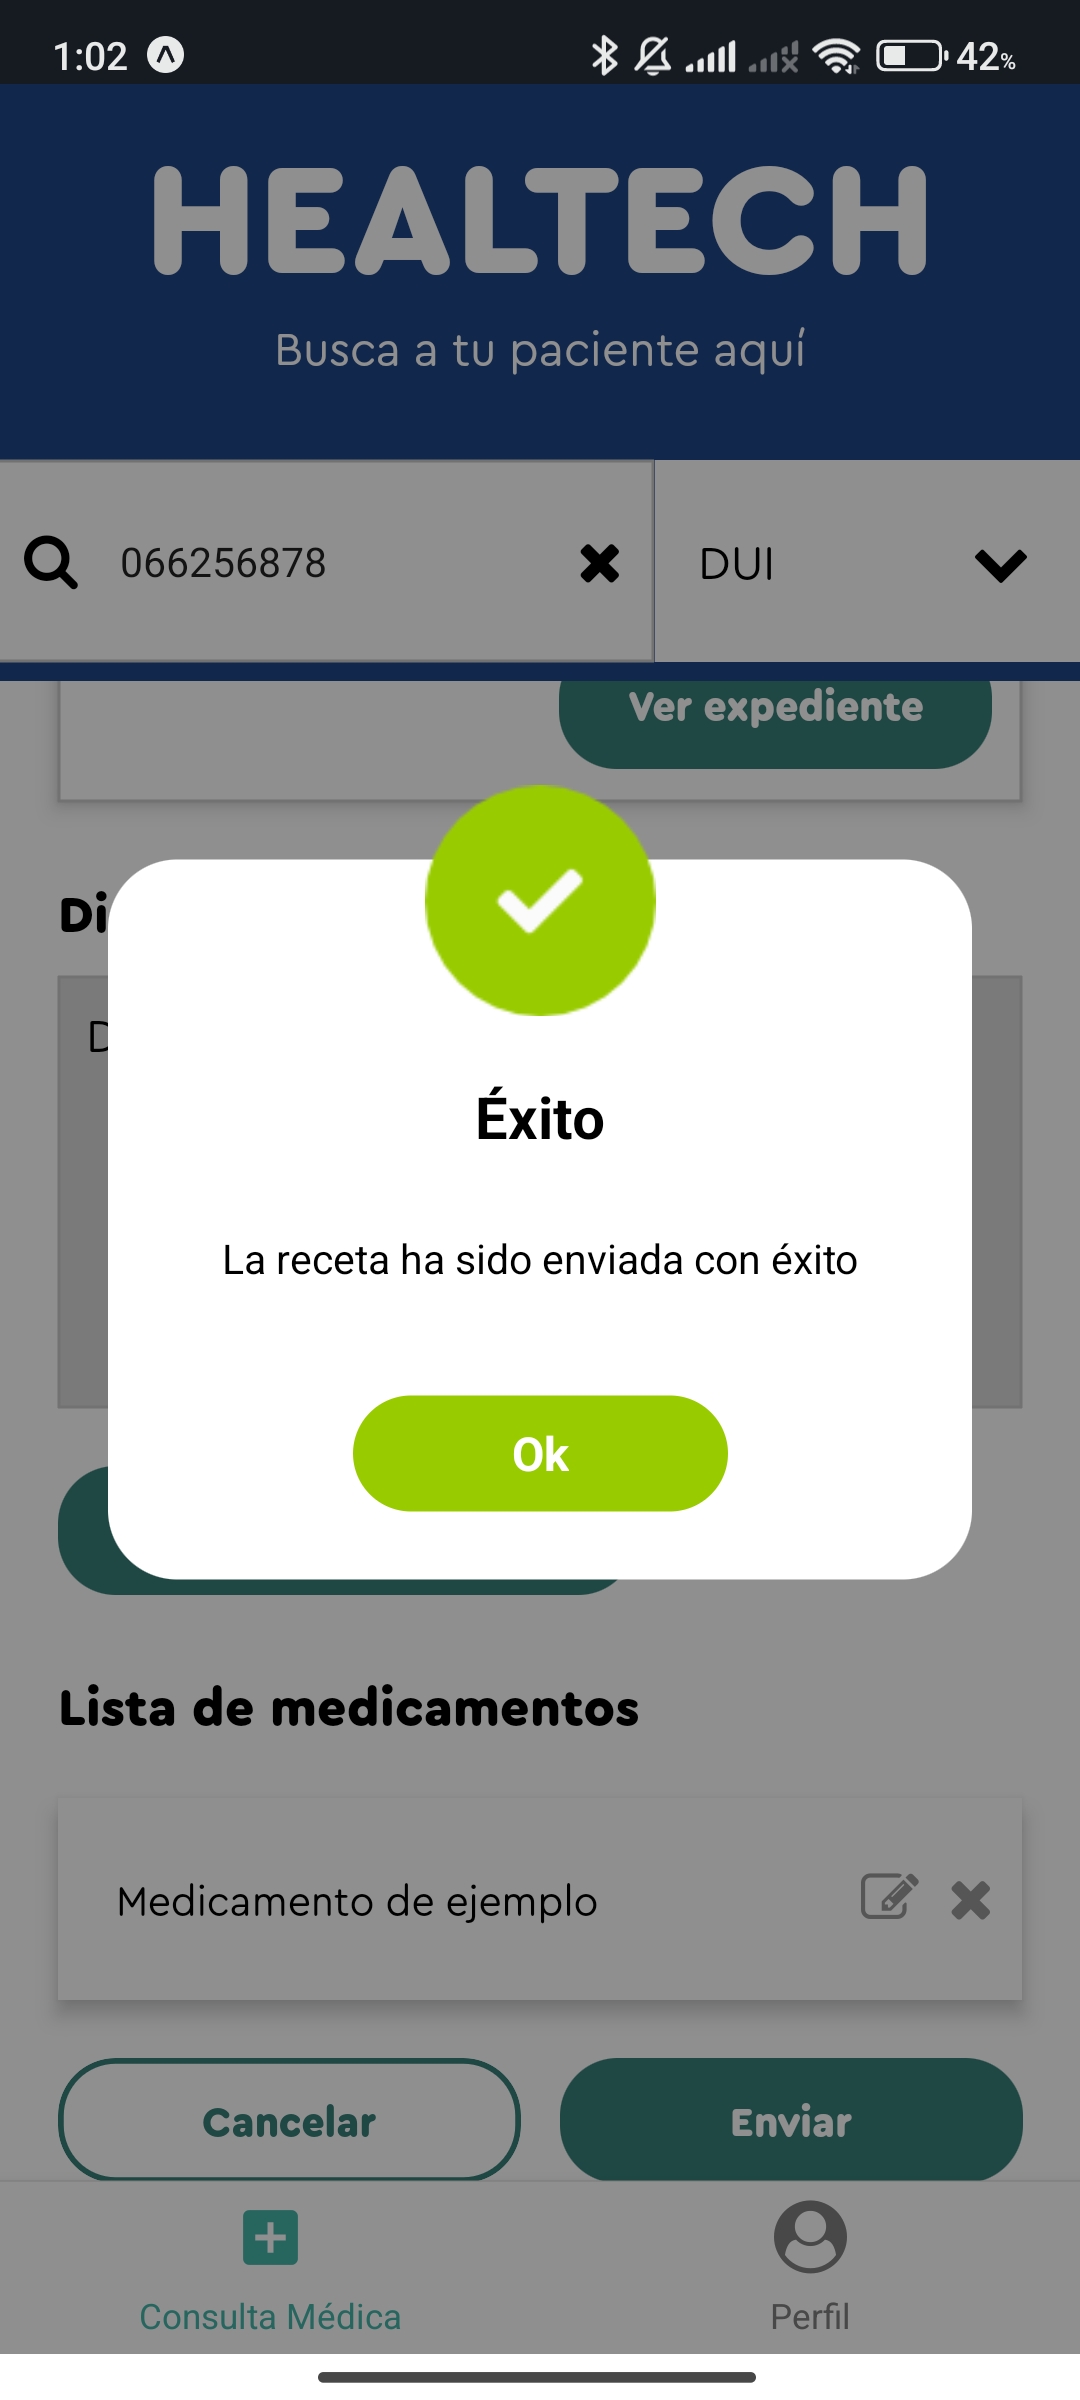 1:02
42%
HEALTECH
Busca a tu paciente aquí
066256878
DUI
Ver expediente
Di
D
Éxito
La receta ha sido enviada con éxito
Ok
Lista de medicamentos
Medicamento de ejemplo
Cancelar
Enviar
Consulta Médica
Perfil